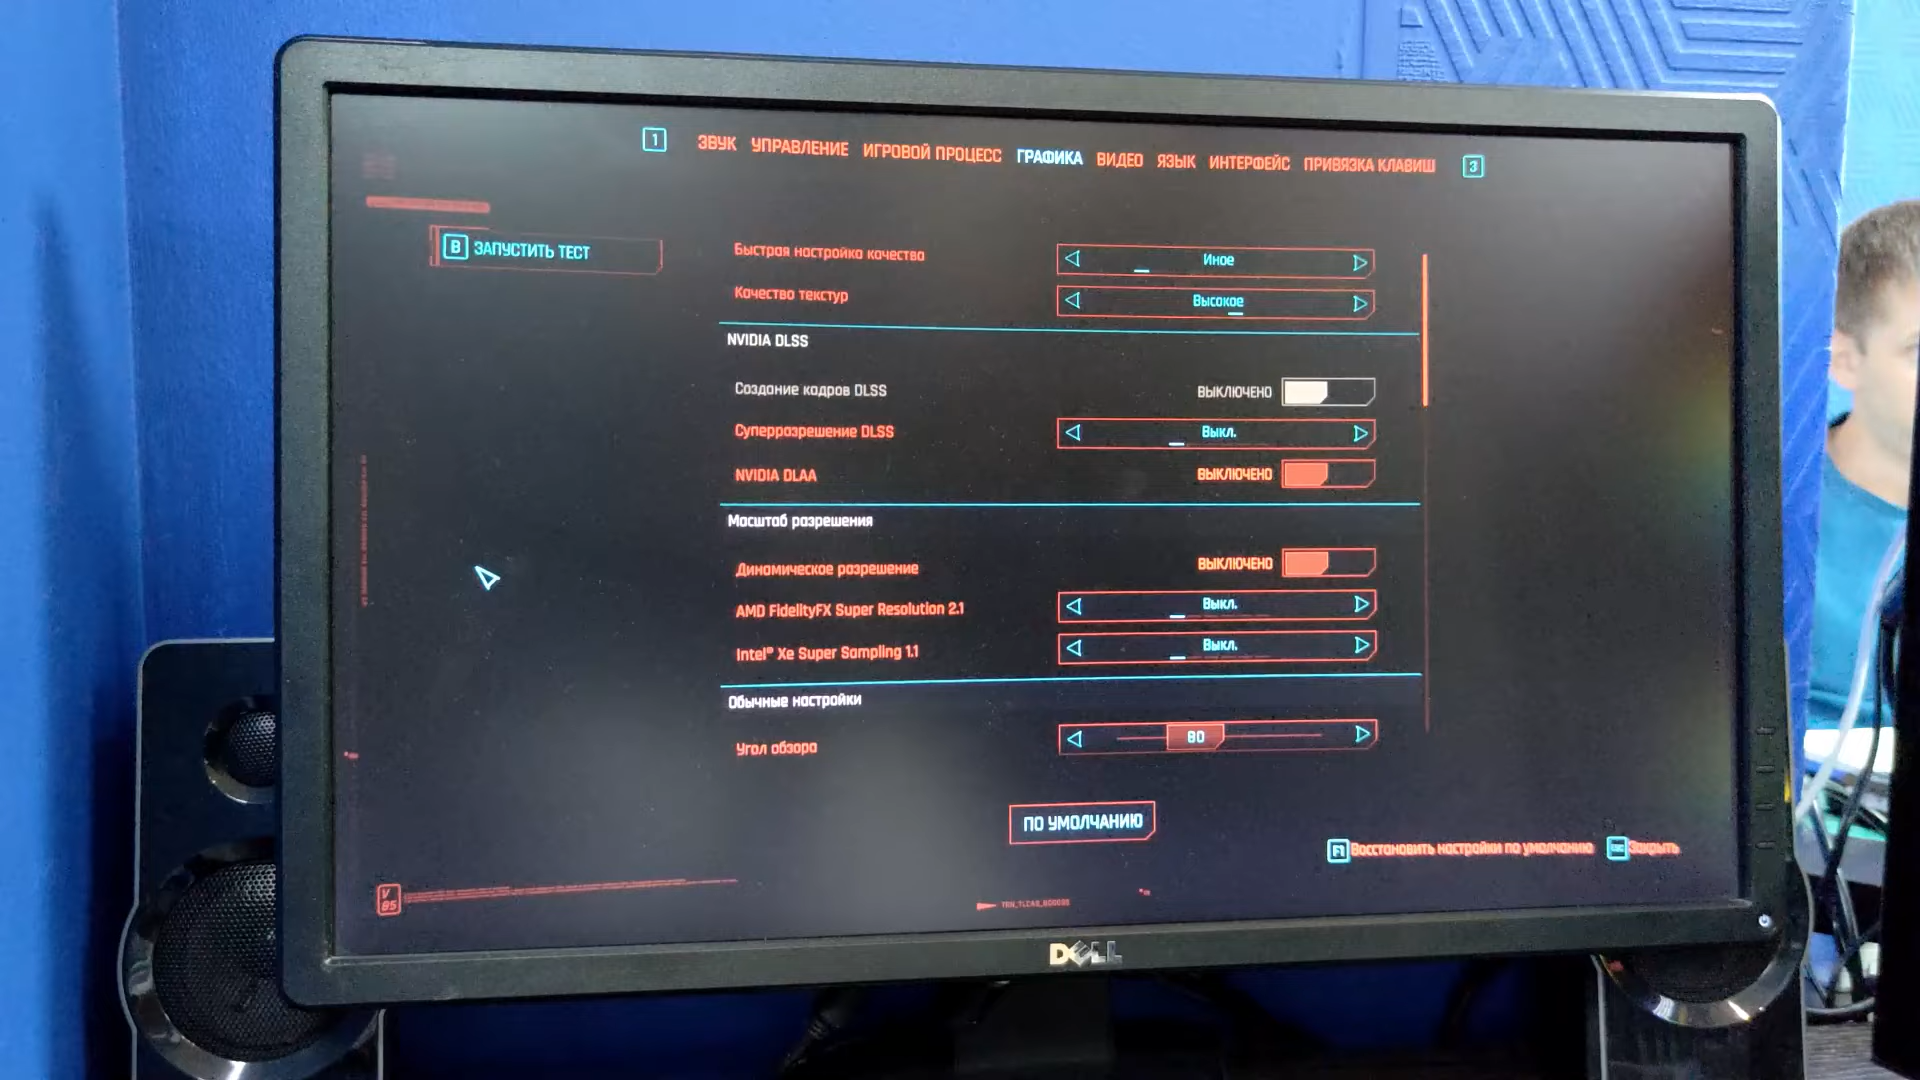 1 ЗВУК УПРАВЛЕНИЕ ИГРОВОЙ ПРОЦЕСС ГРАФИКА ВИДЕО ЯЗЫК ИНТЕРФЕЙС ПРИВЯЗКА КЛАВИШ 3
B ЗАПУСТИТЬ ТЕСТ
Быстрая настройка качества Иное
Качество текстур Высокое
NVIDIA DLSS
Создание кадров DLSS ВЫКЛЮЧЕНО
Суперразрешение DLSS Выкл.
NVIDIA DLAA ВЫКЛЮЧЕНО
Масштаб разрешения
Динамическое разрешение ВЫКЛЮЧЕНО
AMD FidelityFX Super Resolution 2.1 Выкл.
Intel® Xe Super Sampling 1.1 Выкл.
Обычные настройки
Угол обзора 80
ПО УМОЛЧАНИЮ
F1 Восстановить настройки по умолчанию ESC Закрыть
V
85
DELL